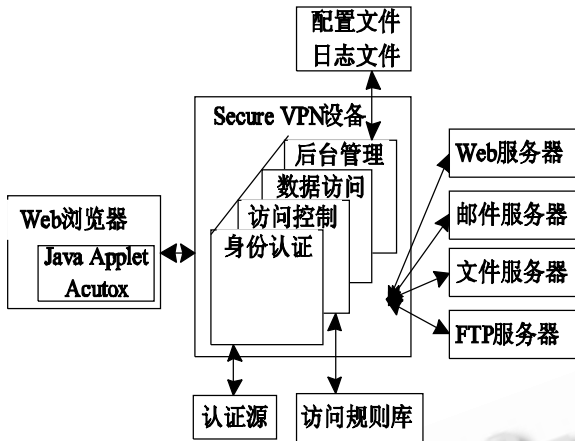 配置文件
日志文件
Secure VPN设备
后台管理
数据访问
访问控制
身份认证
Web浏览器
Java Applet
Acutox
Web服务器
邮件服务器
文件服务器
FTP服务器
认证源
访问规则库